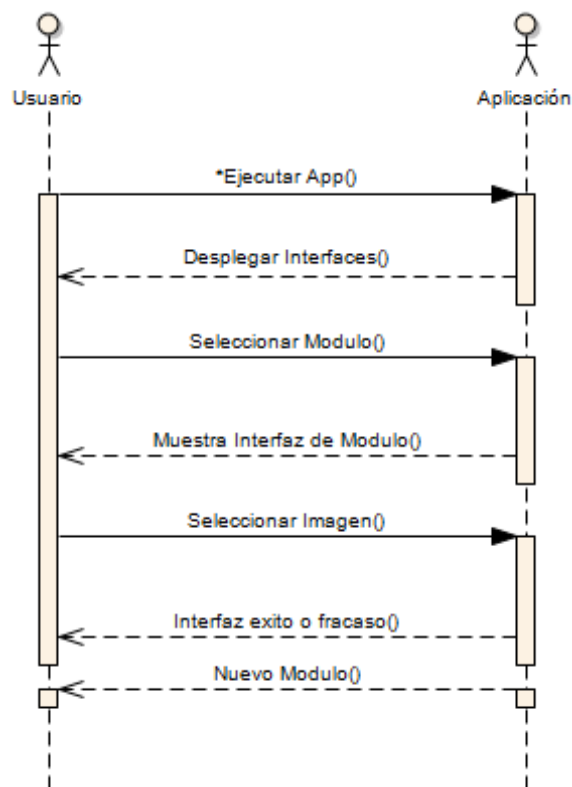 Usuario
Aplicación
*Ejecutar App()
Desplegar Interfaces()
Seleccionar Modulo()
Muestra Interfaz de Modulo()
Seleccionar Imagen()
Interfaz exito o fracaso()
Nuevo Modulo()